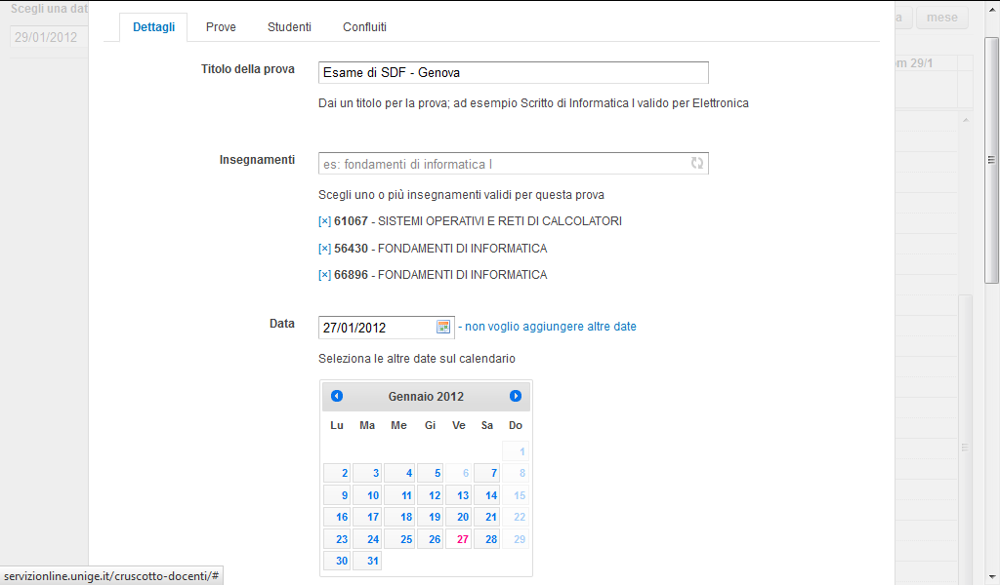 Scegli una dat
29/01/2012
Dettagli Prove Studenti Confluiti
a mese
om 29/1
Titolo della prova Esame di SDF - Genova
Dai un titolo per la prova; ad esempio Scritto di Informatica I valido per Elettronica
Insegnamenti es: fondamenti di informatica I
Scegli uno o più insegnamenti validi per questa prova
[×] 61067 - SISTEMI OPERATIVI E RETI DI CALCOLATORI
[×] 56430 - FONDAMENTI DI INFORMATICA
[×] 66896 - FONDAMENTI DI INFORMATICA
Data 27/01/2012 - non voglio aggiungere altre date
Seleziona le altre date sul calendario
Gennaio 2012
Lu Ma Me Gi Ve Sa Do
1
2 3 4 5 6 7 8
9 10 11 12 13 14 15
16 17 18 19 20 21 22
23 24 25 26 27 28 29
30 31
servizionline.unige.it/cruscotto-docenti/#